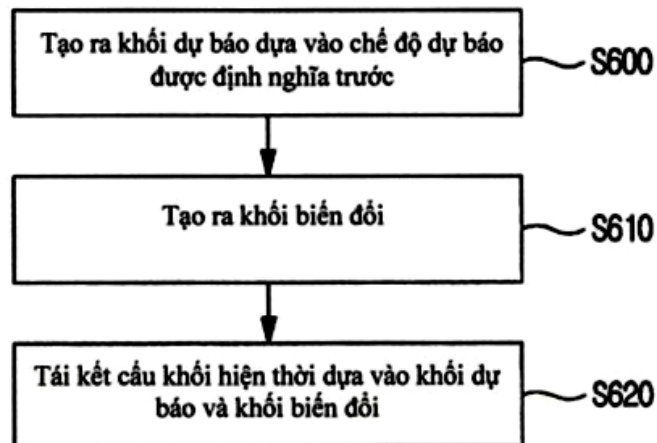 Tạo ra khối dự báo dựa vào chế độ dự báo
được định nghĩa trước
S600
Tạo ra khối biến đổi
S610
Tái kết cấu khối hiện thời dựa vào khối dự
báo và khối biến đổi
S620